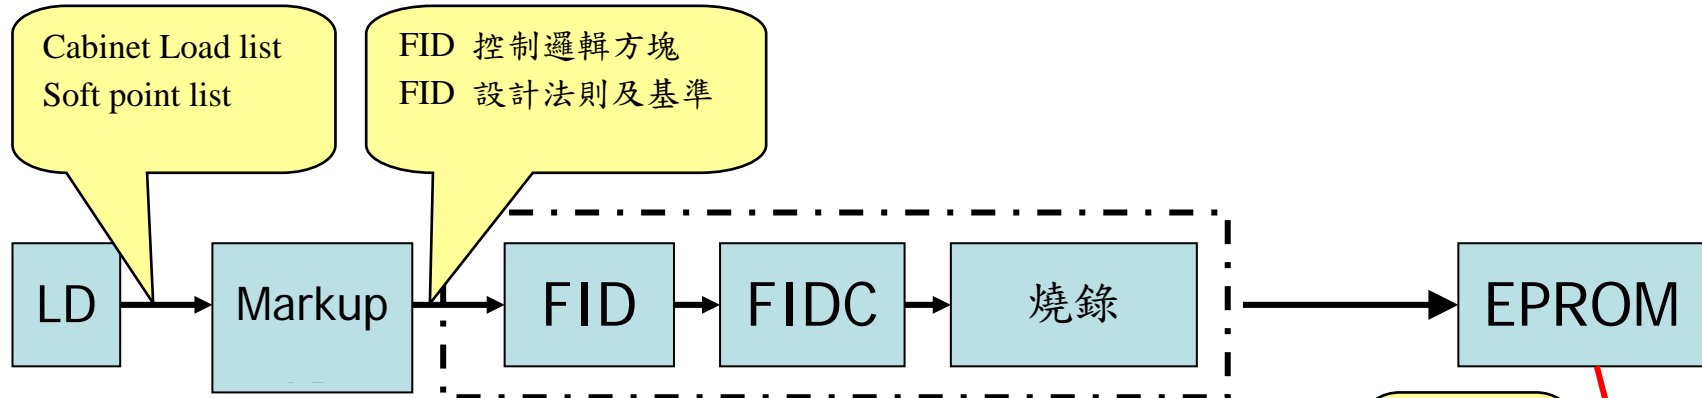 Cabinet Load list
Soft point list
FID 控制邏輯方塊
FID 設計法則及基準
LD
Markup
FID
FIDC
燒錄
EPROM